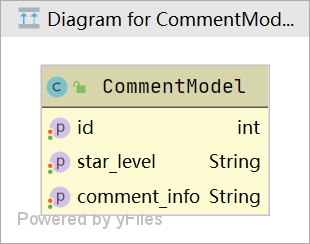 Diagram for CommentMod...
C CommentModel
p id int
p star_level String
p comment_info String
Powered by yFiles